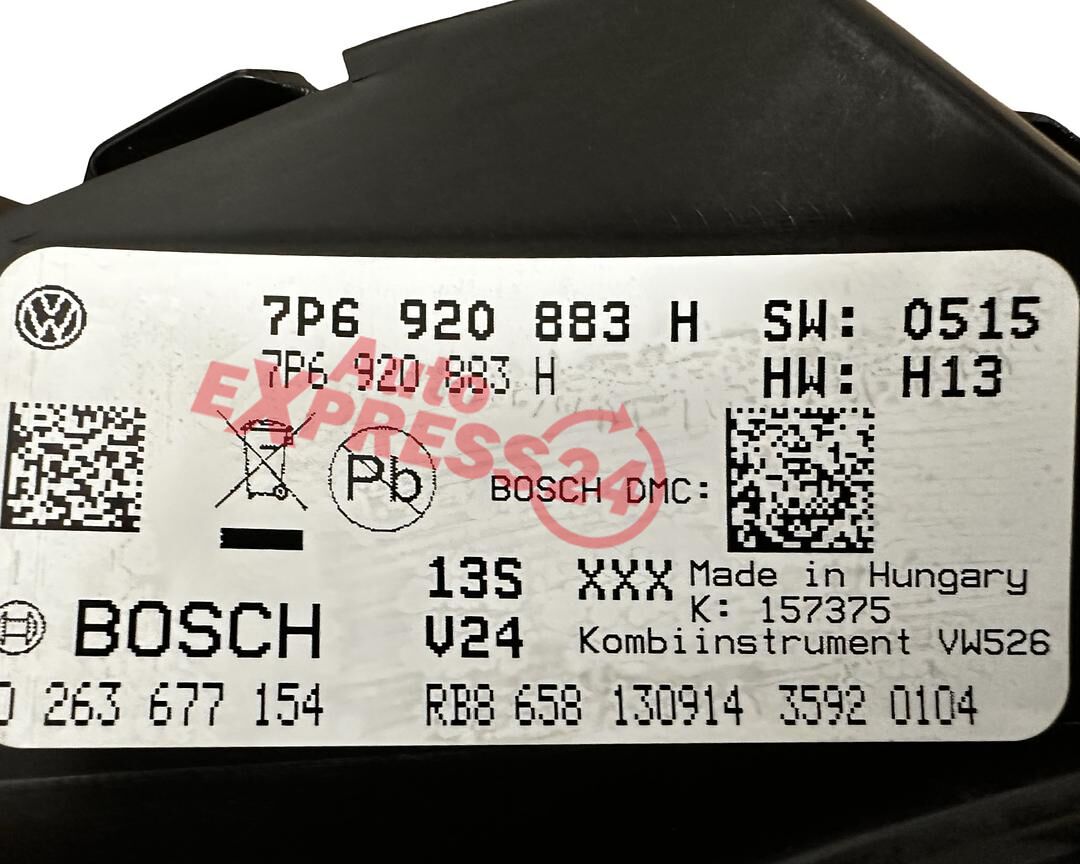 7P6 920 883 H SW: 0515
7P6 920 883 H HW: H13
Auto
EXPRESS24
Pb
BOSCH DMC:
13S XXX Made in Hungary
K: 157375
BOSCH V24 Kombiinstrument VW526
0 263 677 154 RB8 658 130914 3592 0104